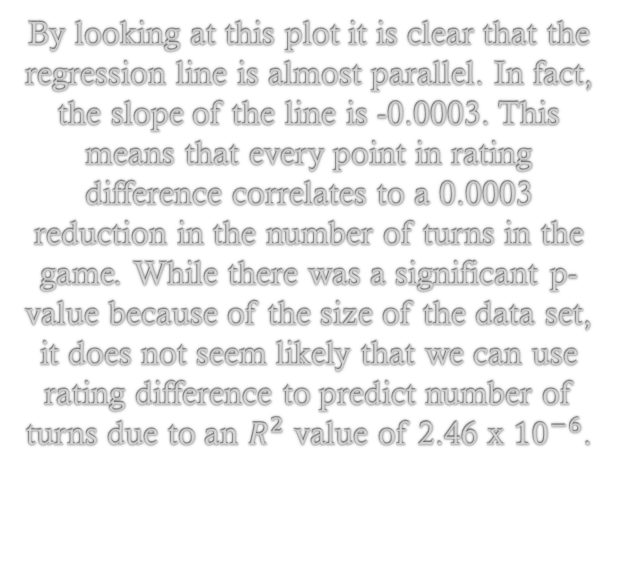 By looking at this plot it is clear that the
regression line is almost parallel. In fact,
the slope of the line is -0.0003. This
means that every point in rating
difference correlates to a 0.0003
reduction in the number of turns in the
game. While there was a significant p-
value because of the size of the data set,
it does not seem likely that we can use
rating difference to predict number of
turns due to an R² value of 2.46 x 10⁻⁶.